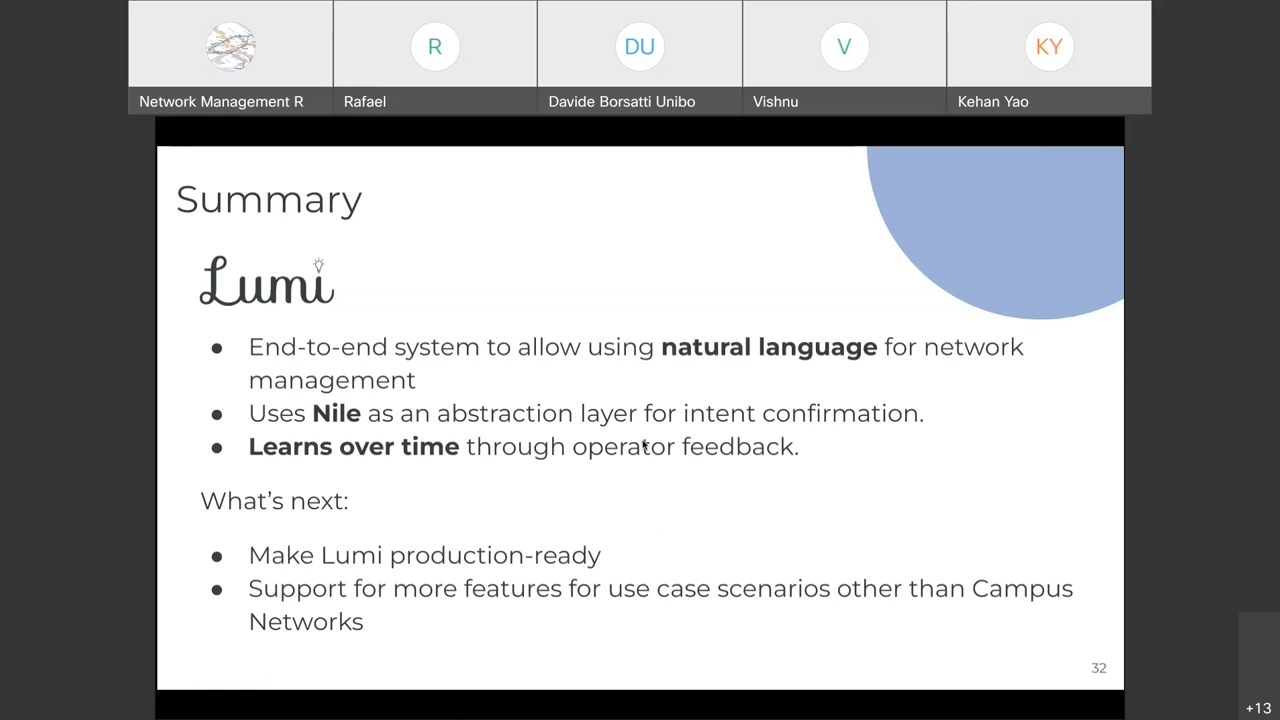 R
DU
V
KY
Network Management R
Rafael
Davide Borsatti Unibo
Vishnu
Kehan Yao
Summary
Lumi
● End-to-end system to allow using natural language for network
management
● Uses Nile as an abstraction layer for intent confirmation.
● Learns over time through operator feedback.
What's next:
● Make Lumi production-ready
● Support for more features for use case scenarios other than Campus
Networks
32
+13